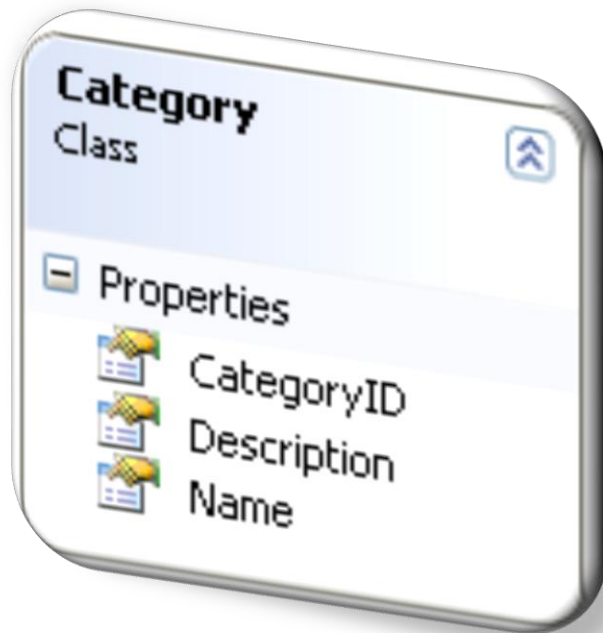 Category
Class
Properties
CategoryID
Description
Name